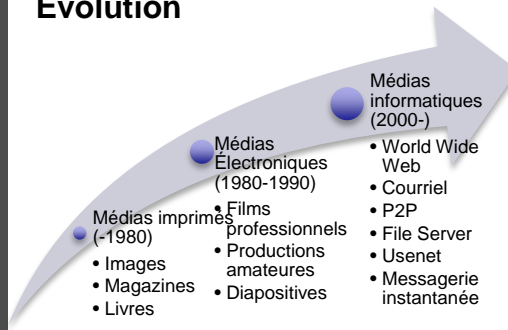 Évolution
Médias imprimés
(-1980)
• Images
• Magazines
• Livres
Médias
Électroniques
(1980-1990)
• Films
professionnels
• Productions
amateures
• Diapositives
Médias
informatiques
(2000-)
• World Wide
Web
• Courriel
• P2P
• File Server
• Usenet
• Messagerie
instantanée